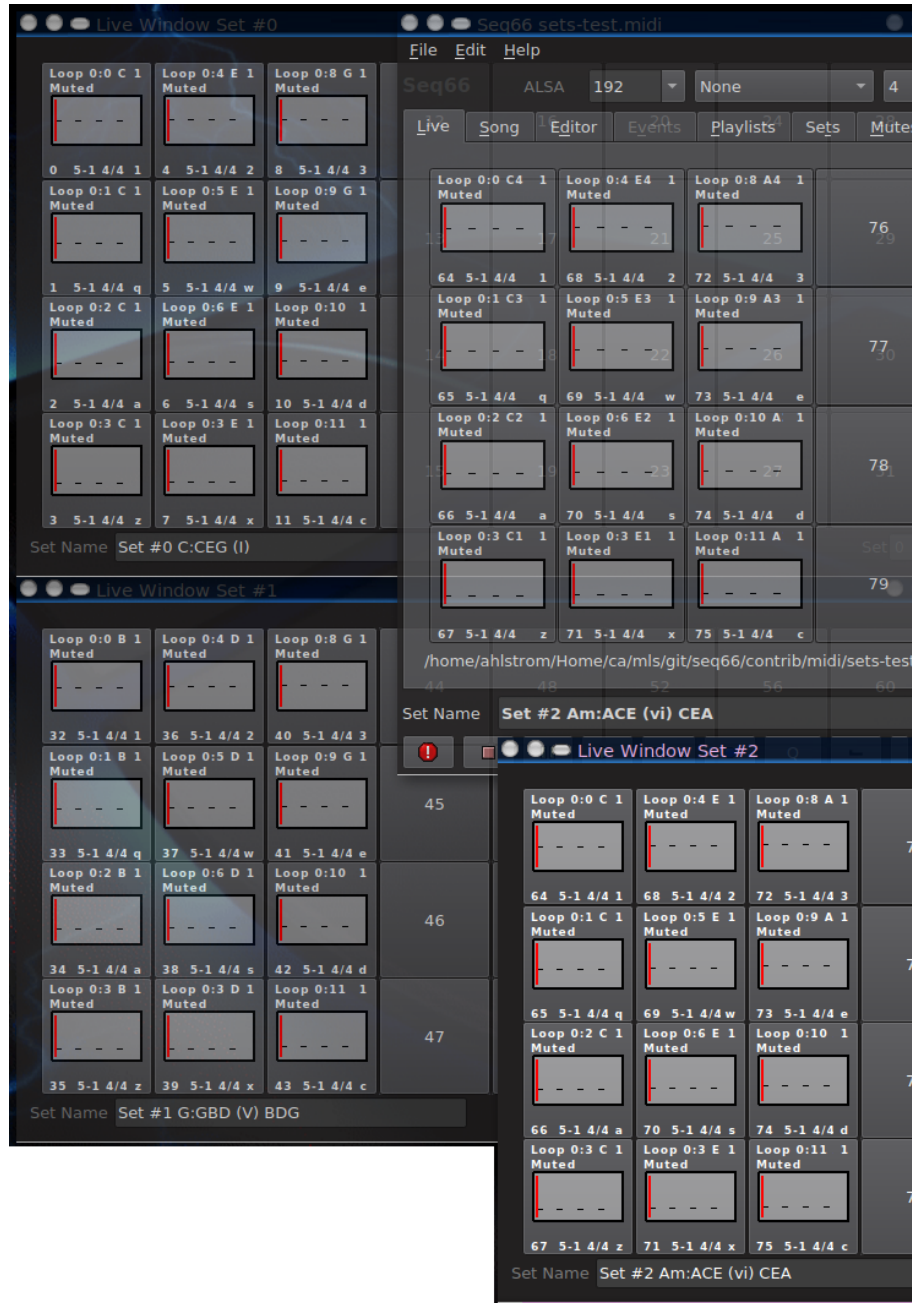 Live Window Set #0
Loop 0:0 C 1 Loop 0:4 E 1 Loop 0:8 G 1
Muted Muted Muted
0 5-1 4/4 1 4 5-1 4/4 2 8 5-1 4/4 3
Loop 0:1 C 1 Loop 0:5 E 1 Loop 0:9 G 1
Muted Muted Muted
1 5-1 4/4 q 5 5-1 4/4 w 9 5-1 4/4 e
Loop 0:2 C 1 Loop 0:6 E 1 Loop 0:10 1
Muted Muted Muted
2 5-1 4/4 a 6 5-1 4/4 s 10 5-1 4/4 d
Loop 0:3 C 1 Loop 0:3 E 1 Loop 0:11 1
Muted Muted Muted
3 5-1 4/4 z 7 5-1 4/4 x 11 5-1 4/4 c
Set Name Set #0 C:CEG (I)
Seq66 sets-test.midi
File Edit Help
Seq66 ALSA 192 None 4
12 16 20 24 28
Live Song Editor Events Playlists Sets Mutes
Loop 0:0 C4 1 Loop 0:4 E4 1 Loop 0:8 A4 1
Muted Muted Muted
76
13 17 21 25 29
64 5-1 4/4 1 68 5-1 4/4 2 72 5-1 4/4 3
Loop 0:1 C3 1 Loop 0:5 E3 1 Loop 0:9 A3 1
Muted Muted Muted
77
14 18 22 26 30
65 5-1 4/4 q 69 5-1 4/4 w 73 5-1 4/4 e
Loop 0:2 C2 1 Loop 0:6 E2 1 Loop 0:10 A 1
Muted Muted Muted
78
15 19 23 27 31
66 5-1 4/4 a 70 5-1 4/4 s 74 5-1 4/4 d
Loop 0:3 C1 1 Loop 0:3 E1 1 Loop 0:11 A 1
Muted Muted Muted
Set 0
79
67 5-1 4/4 z 71 5-1 4/4 x 75 5-1 4/4 c
/home/ahlstrom/Home/ca/mls/git/seq66/contrib/midi/sets-test
44 48 52 56 60
Set Name Set #2 Am:ACE (vi) CEA
Live Window Set #1
Loop 0:0 B 1 Loop 0:4 D 1 Loop 0:8 G 1
Muted Muted Muted
32 5-1 4/4 1 36 5-1 4/4 2 40 5-1 4/4 3
Loop 0:1 B 1 Loop 0:5 D 1 Loop 0:9 G 1
Muted Muted Muted
45
33 5-1 4/4 q 37 5-1 4/4 w 41 5-1 4/4 e
Loop 0:2 B 1 Loop 0:6 D 1 Loop 0:10 1
Muted Muted Muted
46
34 5-1 4/4 a 38 5-1 4/4 s 42 5-1 4/4 d
Loop 0:3 B 1 Loop 0:3 D 1 Loop 0:11 1
Muted Muted Muted
47
35 5-1 4/4 z 39 5-1 4/4 x 43 5-1 4/4 c
Set Name Set #1 G:GBD (V) BDG
Live Window Set #2
Loop 0:0 C 1 Loop 0:4 E 1 Loop 0:8 A 1
Muted Muted Muted
64 5-1 4/4 1 68 5-1 4/4 2 72 5-1 4/4 3
Loop 0:1 C 1 Loop 0:5 E 1 Loop 0:9 A 1
Muted Muted Muted
65 5-1 4/4 q 69 5-1 4/4 w 73 5-1 4/4 e
Loop 0:2 C 1 Loop 0:6 E 1 Loop 0:10 1
Muted Muted Muted
66 5-1 4/4 a 70 5-1 4/4 s 74 5-1 4/4 d
Loop 0:3 C 1 Loop 0:3 E 1 Loop 0:11 1
Muted Muted Muted
67 5-1 4/4 z 71 5-1 4/4 x 75 5-1 4/4 c
Set Name Set #2 Am:ACE (vi) CEA